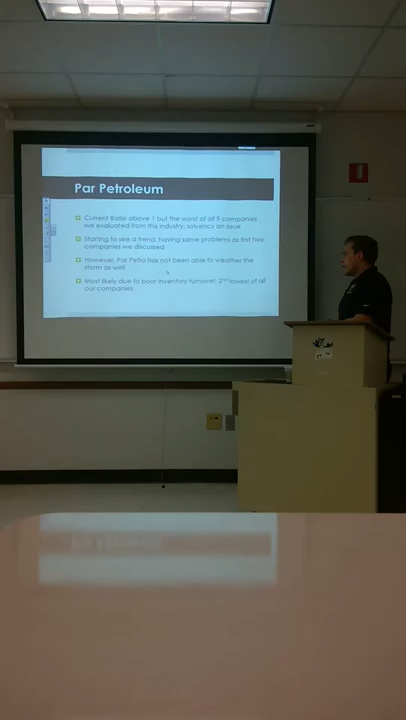 Par Petroleum
Current Ratio above 1 but the worst of all 5 companies
we evaluated from this industry; solvency an issue
Starting to see a trend, having same problems as first two
companies we discussed
However, Par Petro has not been able to weather the
storm as well
Most likely due to poor inventory turnover; 2nd lowest of all
our companies